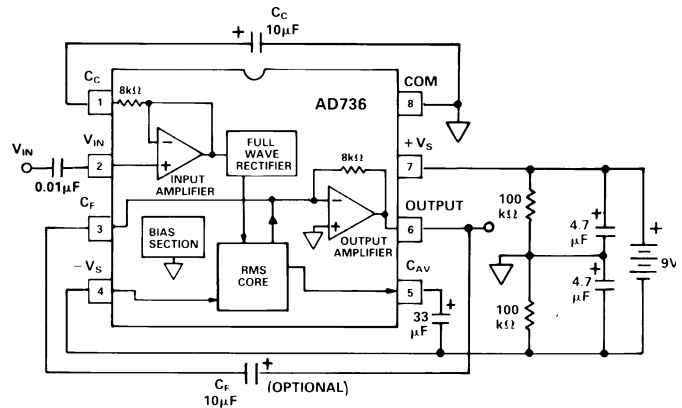 C_C
10μF
+
C_C
8kΩ
1
AD736
COM
8
V_IN
V_IN
2
0.01μF
−
+
INPUT
AMPLIFIER
FULL
WAVE
RECTIFIER
+V_S
7
8kΩ
C_F
3
BIAS
SECTION
−
+
OUTPUT
AMPLIFIER
OUTPUT
6
−V_S
4
RMS
CORE
C_AV
5
+
33
μF
100
kΩ
100
kΩ
+
4.7
μF
+
4.7
μF
+
9V
C_F
10μF
+
(OPTIONAL)